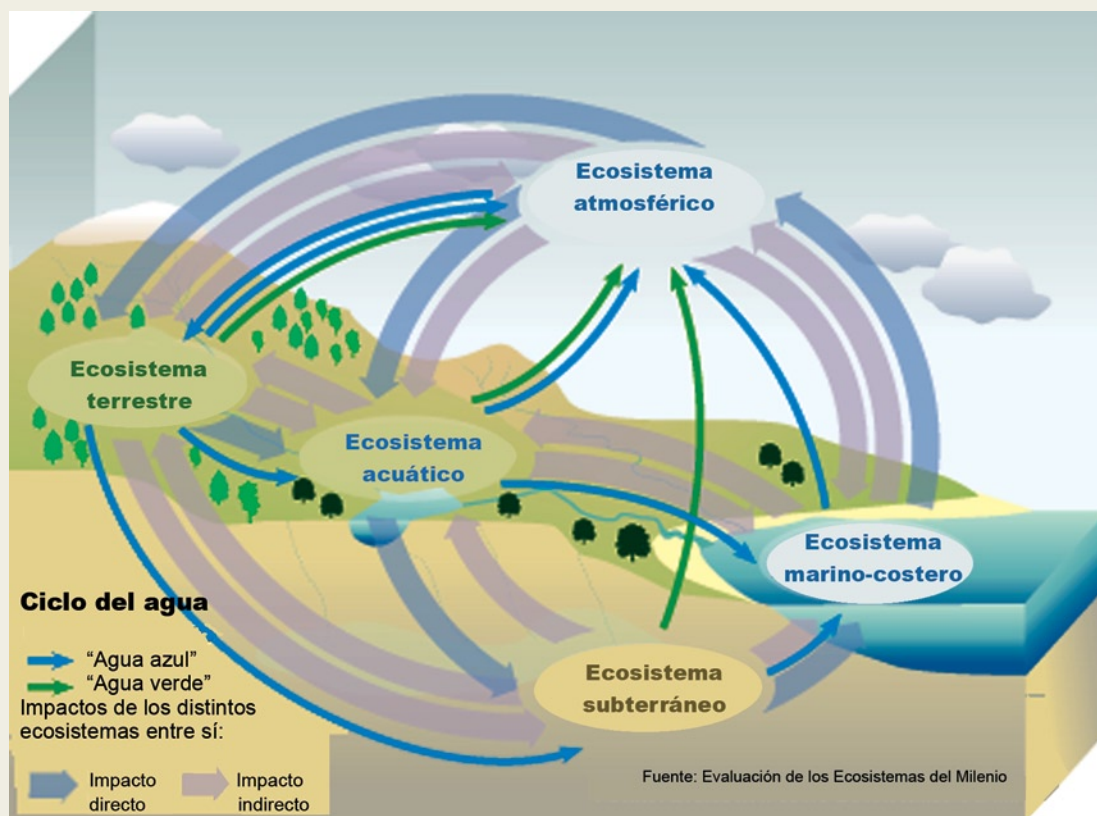 Ecosistema
atmosférico
Ecosistema
terrestre
Ecosistema
acuático
Ecosistema
marino-costero
Ecosistema
subterráneo
Ciclo del agua
“Agua azul”
“Agua verde”
Impactos de los distintos
ecosistemas entre sí:
Impacto
directo
Impacto
indirecto
Fuente: Evaluación de los Ecosistemas del Milenio